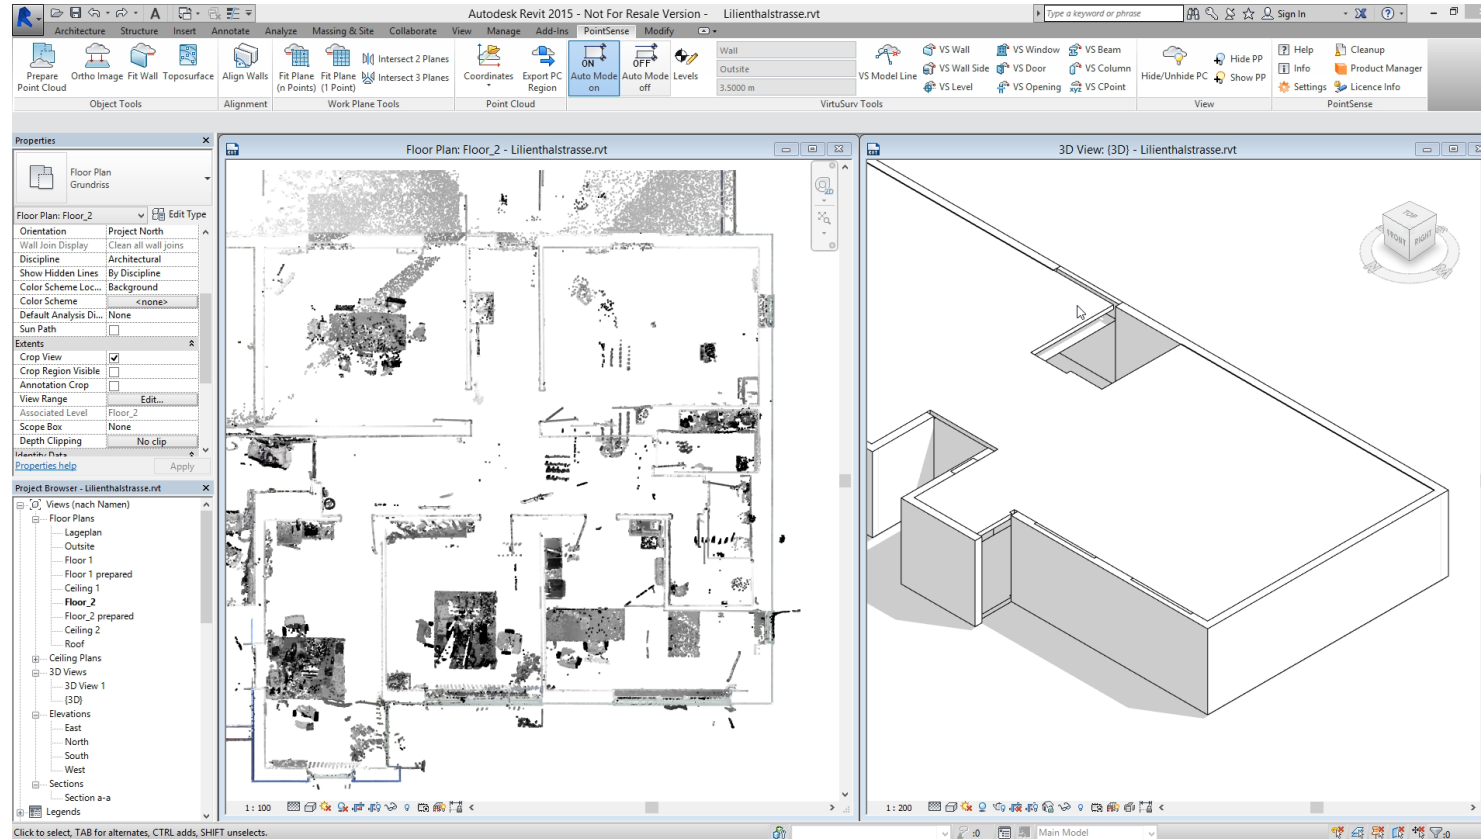 Autodesk Revit 2015 - Not For Resale Version - Lilienthalstrasse.rvt
Type a keyword or phrase
Sign In
Architecture Structure Insert Annotate Analyze Massing & Site Collaborate View Manage Add-Ins PointSense Modify
Prepare Point Cloud
Ortho Image
Fit Wall
Toposurface
Object Tools
Align Walls
Alignment
Fit Plane (n Points)
Fit Plane (1 Point)
Intersect 2 Planes
Intersect 3 Planes
Work Plane Tools
Coordinates
Export PC Region
Point Cloud
ON
Auto Mode on
OFF
Auto Mode off
Levels
Wall
Outsite
3.5000 m
VS Model Line
VS Wall
VS Wall Side
VS Level
VS Window
VS Door
VS Opening
VS Beam
VS Column
xyz VS CPoint
VirtuSurv Tools
Hide/Unhide PC
Hide PP
Show PP
View
Help
Info
Settings
Cleanup
Product Manager
Licence Info
PointSense
Properties
Floor Plan
Grundriss
Floor Plan: Floor_2
Edit Type
Orientation Project North
Wall Join Display Clean all wall joins
Discipline Architectural
Show Hidden Lines By Discipline
Color Scheme Loc... Background
Color Scheme <none>
Default Analysis Di... None
Sun Path
Extents
Crop View
Crop Region Visible
Annotation Crop
View Range Edit...
Associated Level Floor_2
Scope Box None
Depth Clipping No clip
Identity Data
Properties help
Apply
Project Browser - Lilienthalstrasse.rvt
Views (nach Namen)
Floor Plans
Lageplan
Outsite
Floor 1
Floor 1 prepared
Ceiling 1
Floor_2
Floor_2 prepared
Ceiling 2
Roof
Ceiling Plans
3D Views
3D View 1
{3D}
Elevations
East
North
South
West
Sections
Section a-a
Legends
Floor Plan: Floor_2 - Lilienthalstrasse.rvt
2D
1 : 100
3D View: {3D} - Lilienthalstrasse.rvt
TOP
FRONT
RIGHT
1 : 200
Click to select, TAB for alternates, CTRL adds, SHIFT unselects.
:0
Main Model
:0